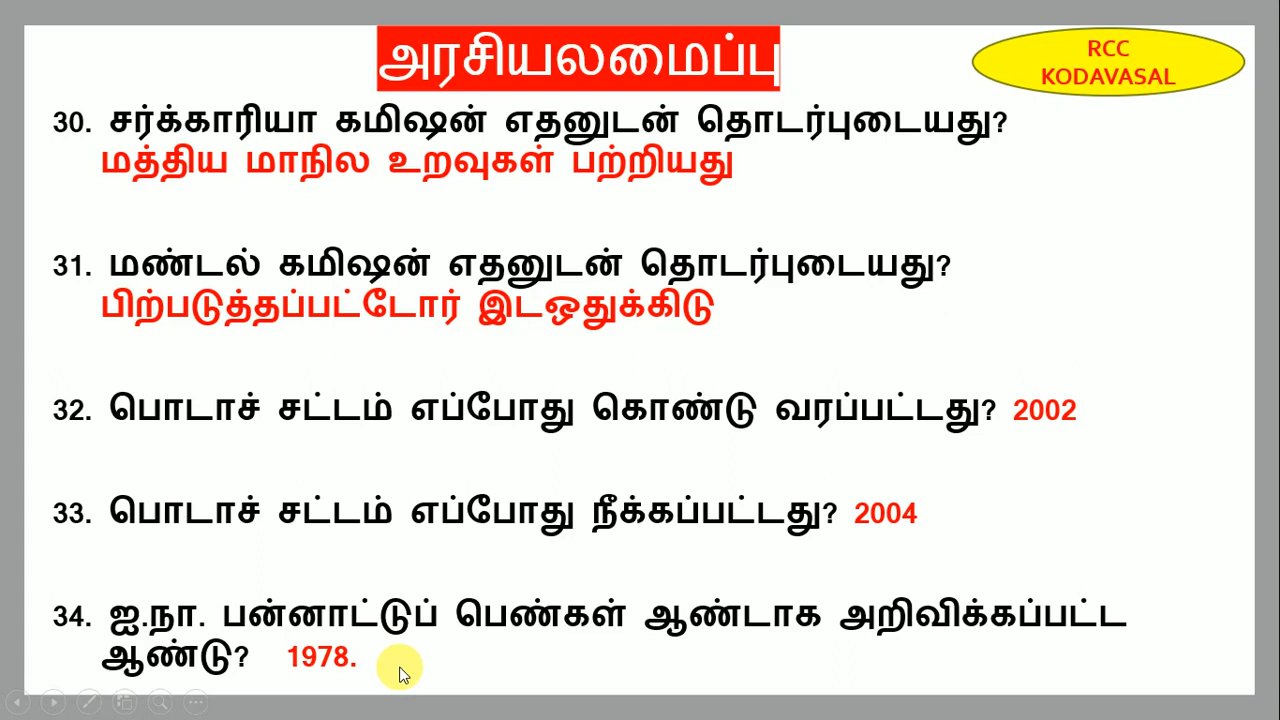 அரசியலமைப்பு
RCC
KODAVASAL
30. சர்க்காரியா கமிஷன் எதனுடன் தொடர்புடையது?
மத்திய மாநில உறவுகள் பற்றியது
31. மண்டல் கமிஷன் எதனுடன் தொடர்புடையது?
பிற்படுத்தப்பட்டோர் இடஒதுக்கிடு
32. பொடாச் சட்டம் எப்போது கொண்டு வரப்பட்டது? 2002
33. பொடாச் சட்டம் எப்போது நீக்கப்பட்டது? 2004
34. ஐ.நா. பன்னாட்டுப் பெண்கள் ஆண்டாக அறிவிக்கப்பட்ட
ஆண்டு? 1978.